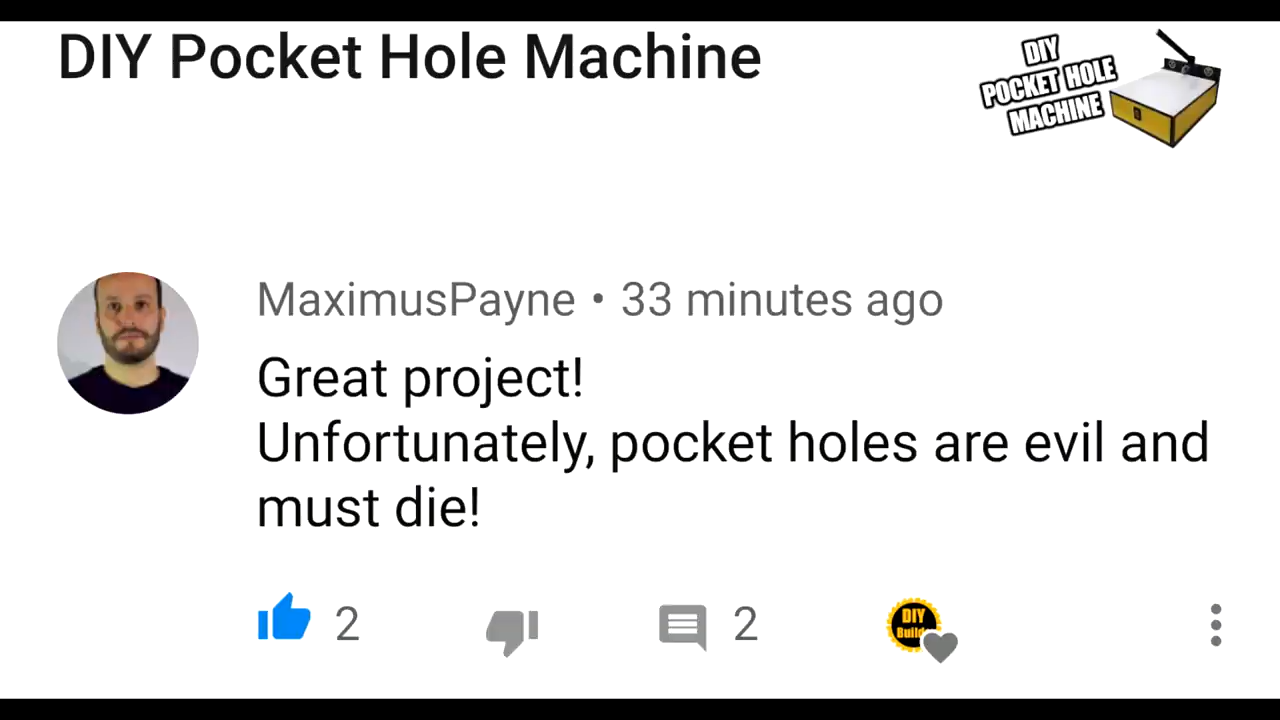 DIY Pocket Hole Machine
DIY
POCKET HOLE
MACHINE
MaximusPayne • 33 minutes ago
Great project!
Unfortunately, pocket holes are evil and
must die!
2
2
DIY